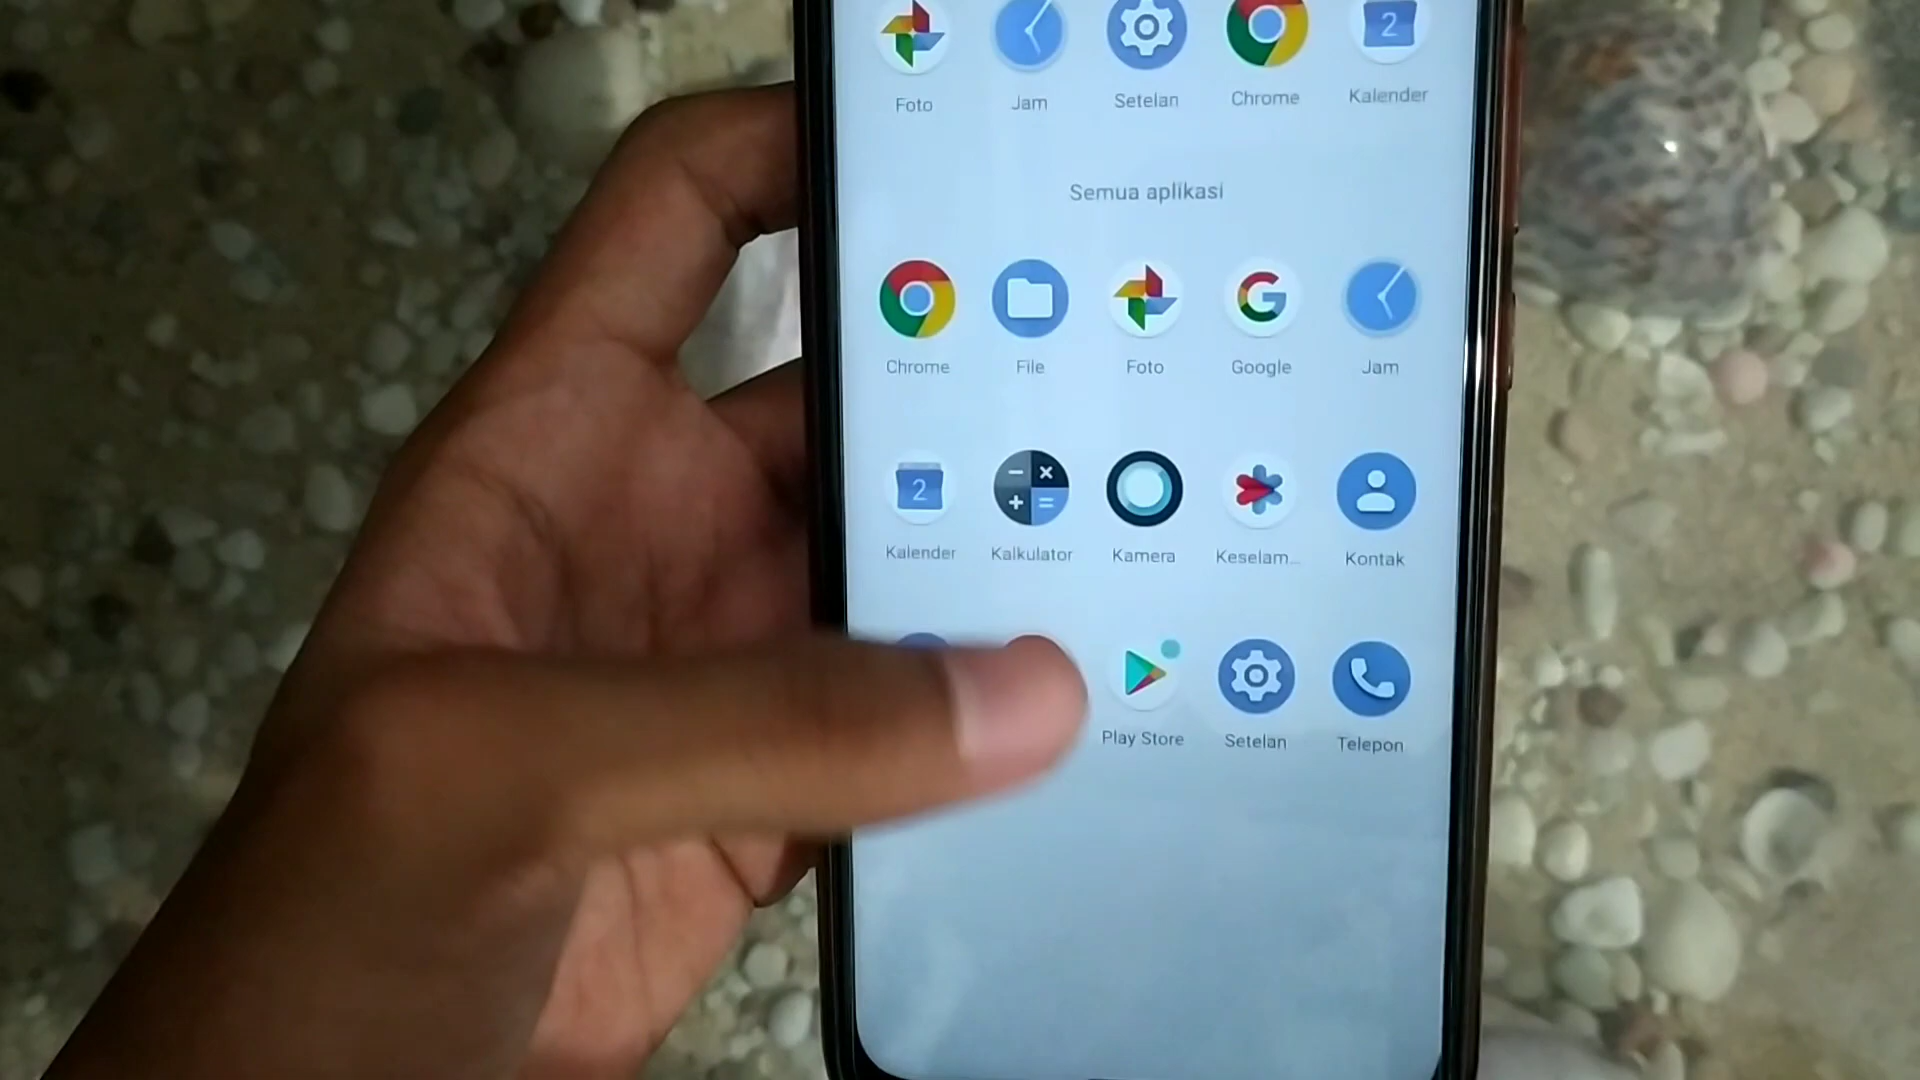 Foto Jam Setelan Chrome Kalender
Semua aplikasi
Chrome File Foto Google Jam
Kalender Kalkulator Kamera Keselam... Kontak
Play Store Setelan Telepon